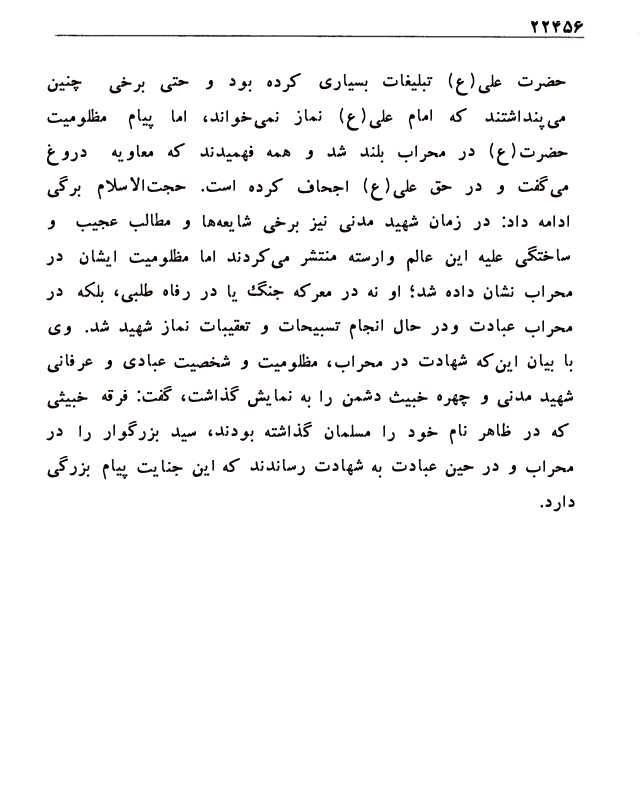 ۲۲۴۵۶
حضرت علی(ع) تبلیغات بسیاری کرده بود و حتی برخی چنین
می‌پنداشتند که امام علی(ع) نماز نمی‌خواند، اما پیام مظلومیت
حضرت(ع) در محراب بلند شد و همه فهمیدند که معاویه دروغ
می‌گفت و در حق علی(ع) اجحاف کرده است. حجت‌الاسلام برگی
ادامه داد: در زمان شهید مدنی نیز برخی شایعه‌ها و مطالب عجیب و
ساختگی علیه این عالم وارسته منتشر می‌کردند اما مظلومیت ایشان در
محراب نشان داده شد؛ او نه در معرکه جنگ یا در رفاه طلبی، بلکه در
محراب عبادت ودر حال انجام تسبیحات و تعقیبات نماز شهید شد. وی
با بیان این‌که شهادت در محراب، مظلومیت و شخصیت عبادی و عرفانی
شهید مدنی و چهره خبیث دشمن را به نمایش گذاشت، گفت: فرقه خبیثی
که در ظاهر نام خود را مسلمان گذاشته بودند، سید بزرگوار را در
محراب و در حین عبادت به شهادت رساندند که این جنایت پیام بزرگی
دارد.